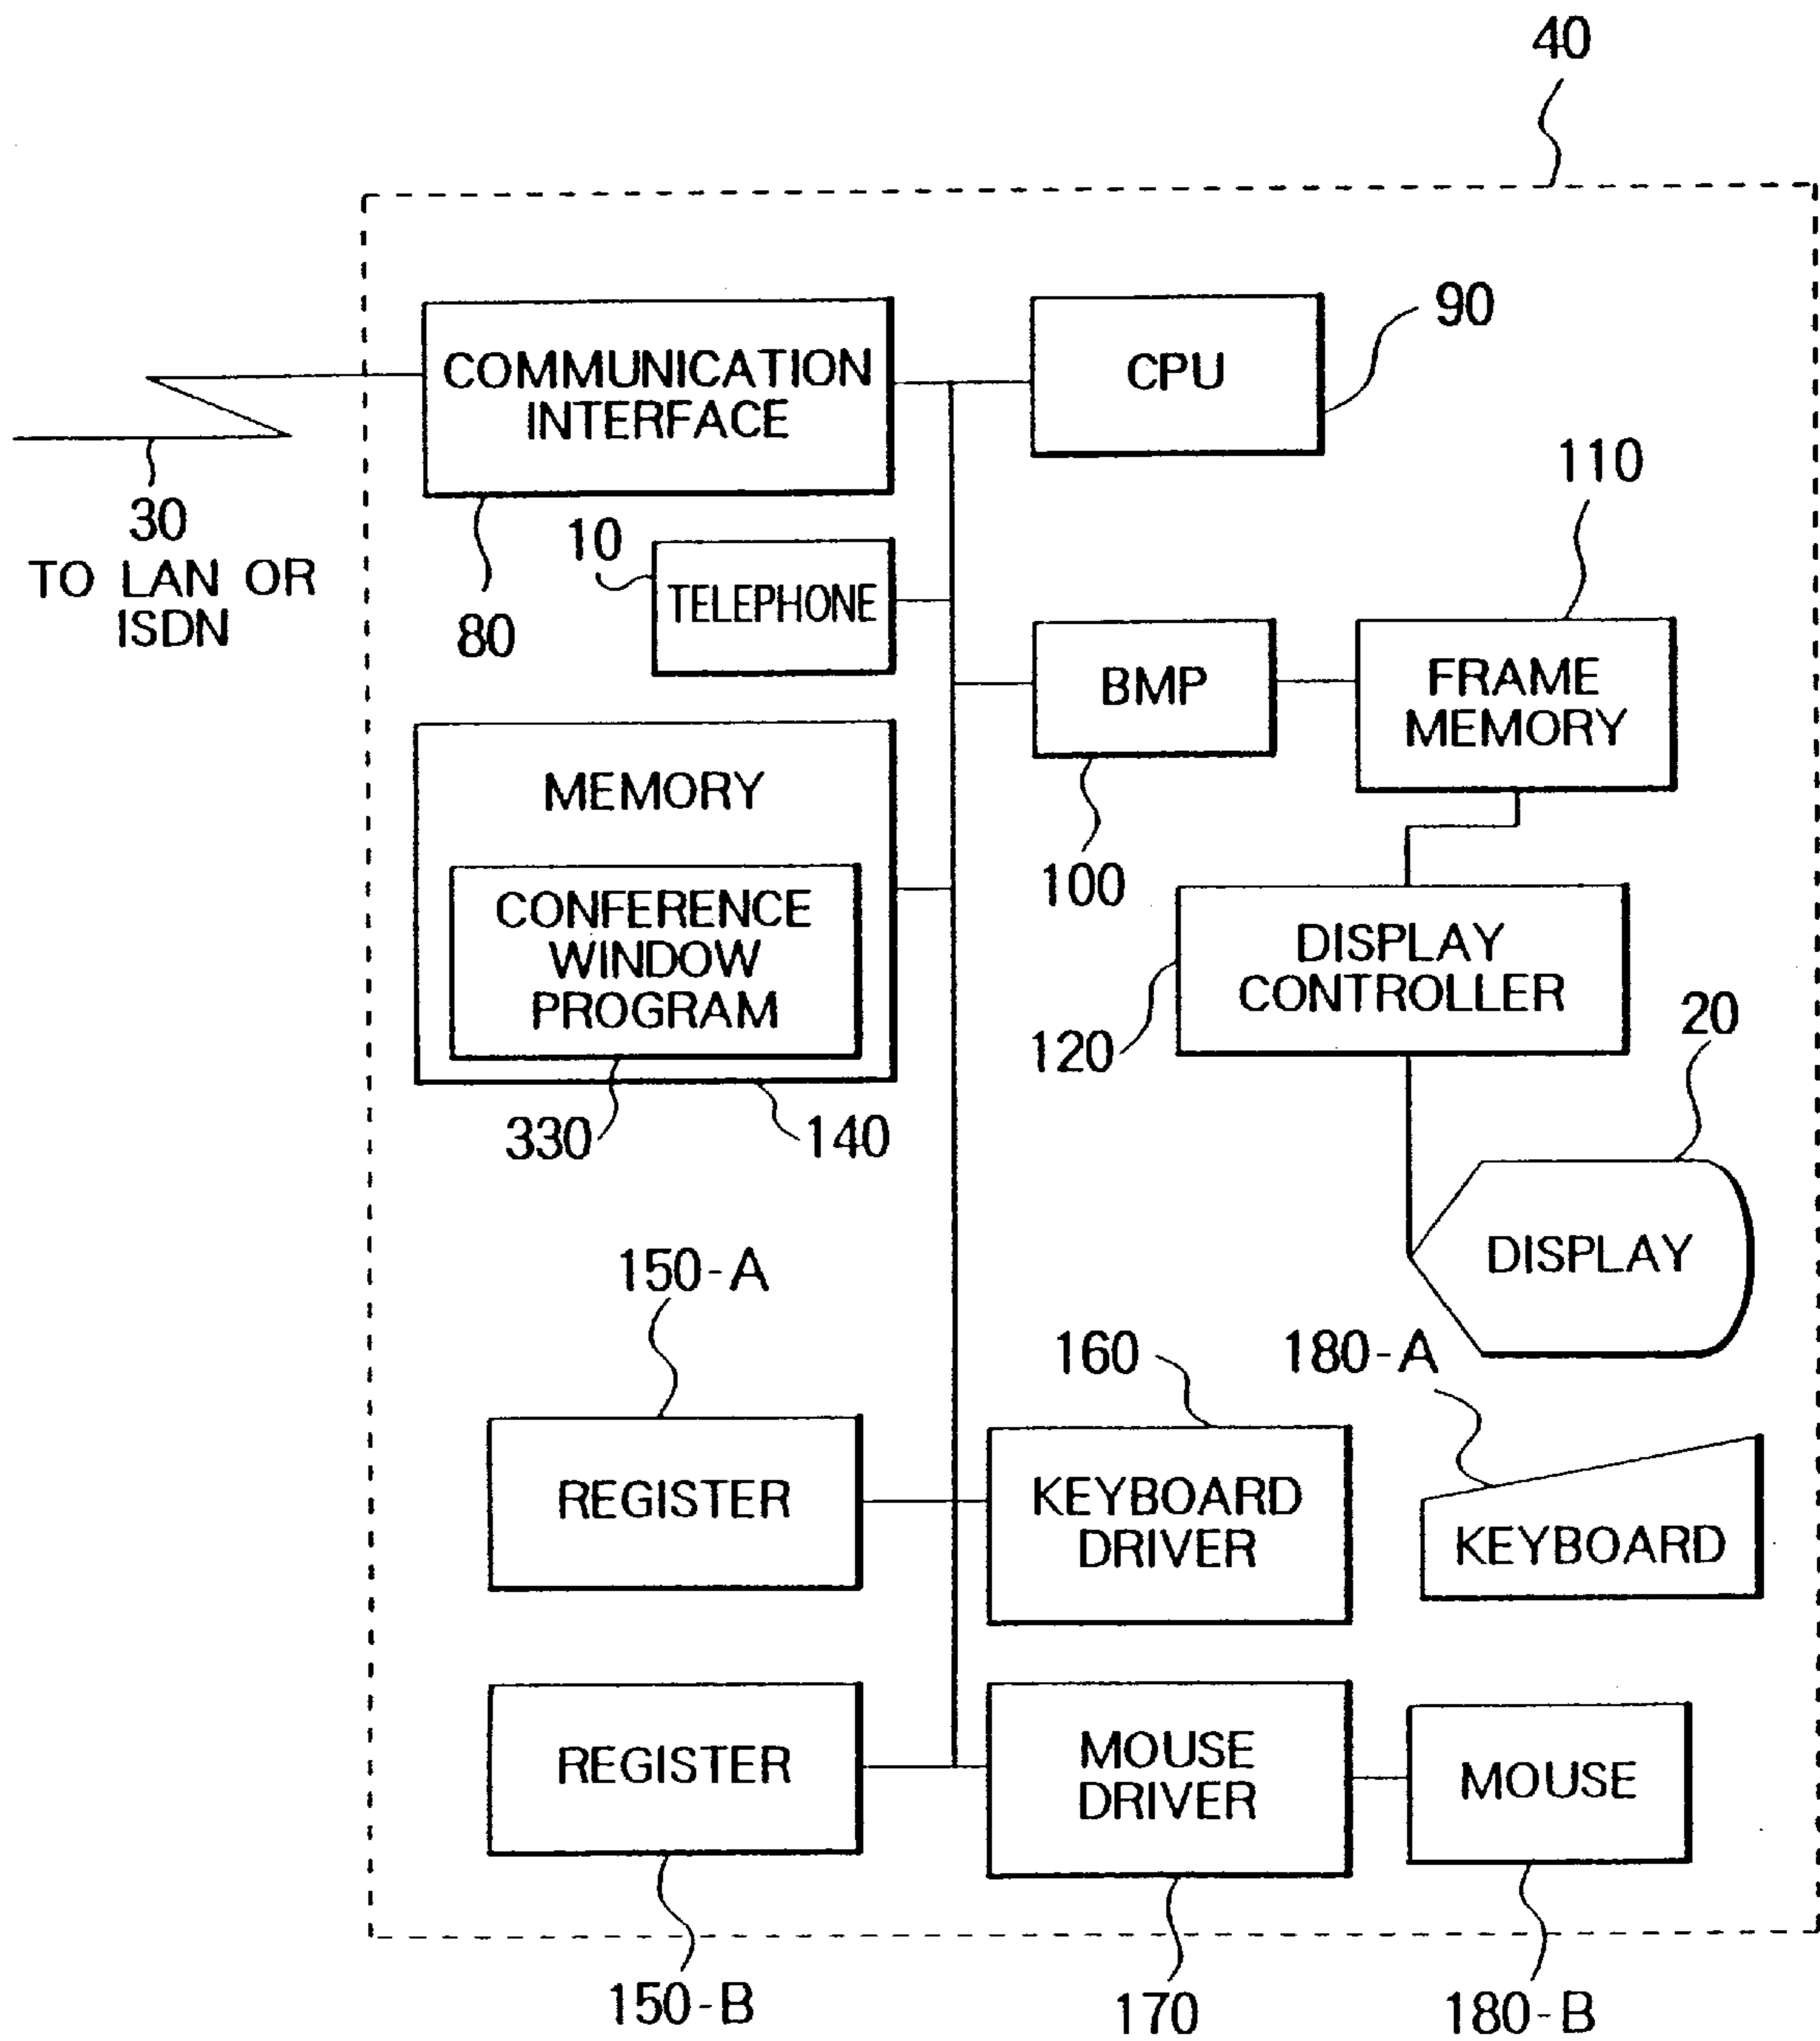 40
COMMUNICATION
INTERFACE
CPU
90
30
TO LAN OR
ISDN
80
10
TELEPHONE
110
BMP
FRAME
MEMORY
100
MEMORY
CONFERENCE
WINDOW
PROGRAM
330
140
DISPLAY
CONTROLLER
120
20
DISPLAY
150-A
160
180-A
REGISTER
KEYBOARD
DRIVER
KEYBOARD
REGISTER
MOUSE
DRIVER
MOUSE
150-B
170
180-B